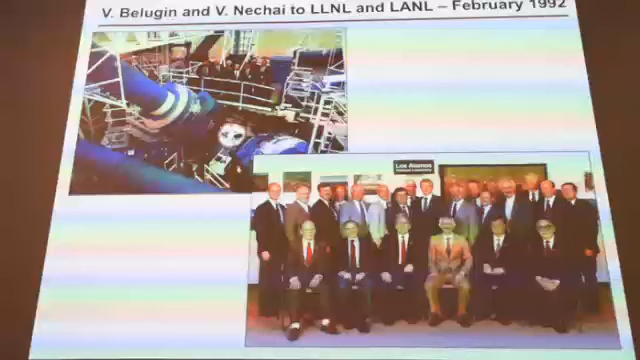 V. Belugin and V. Nechai to LLNL and LANL – February 1992
Los Alamos